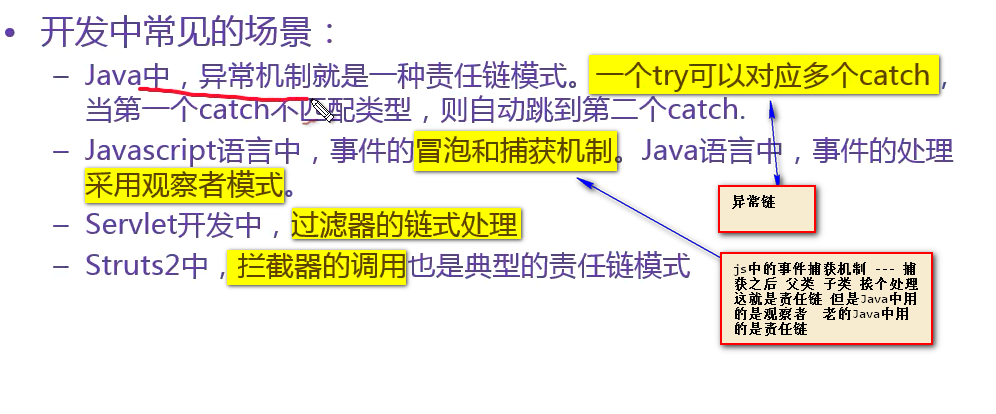 • 开发中常见的场景：
– Java中，异常机制就是一种责任链模式。一个try可以对应多个catch，
当第一个catch不匹配类型，则自动跳到第二个catch.
– Javascript语言中，事件的冒泡和捕获机制。Java语言中，事件的处理
采用观察者模式。
– Servlet开发中，过滤器的链式处理
– Struts2中，拦截器的调用也是典型的责任链模式
异常链
js中的事件捕获机制 --- 捕
获之后 父类 子类 挨个处理
这就是责任链 但是Java中用
的是观察者 老的Java中用
的是责任链